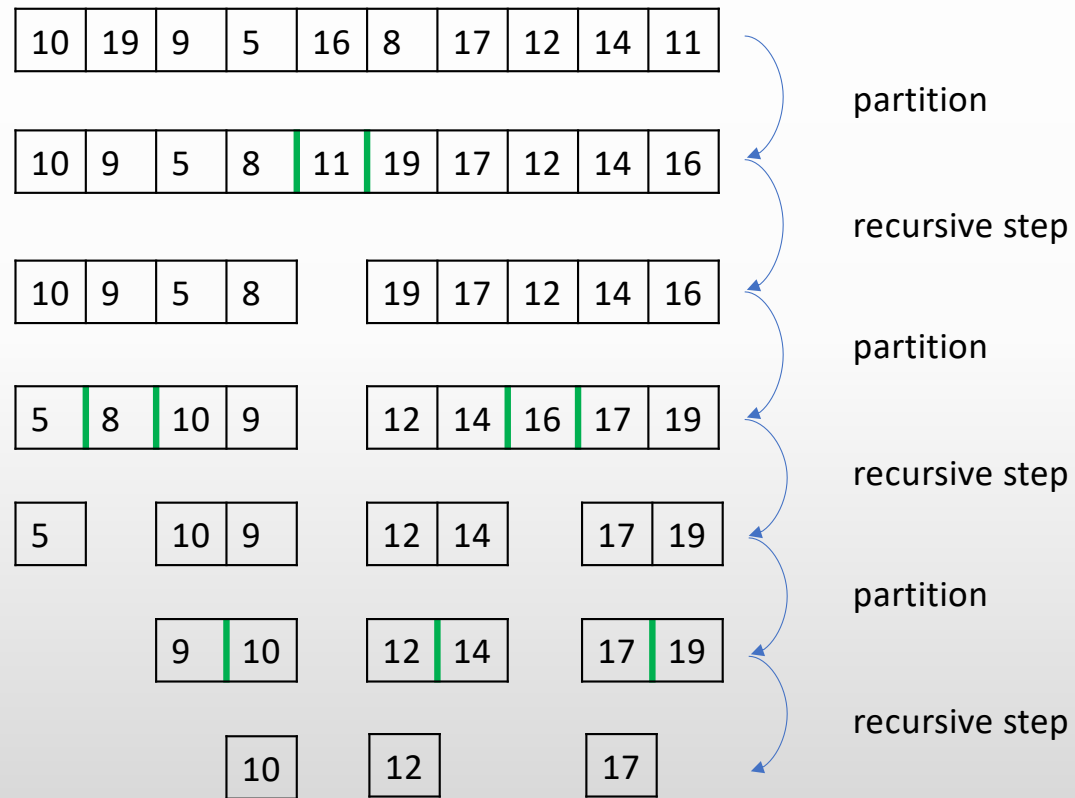 10 19 9 5 16 8 17 12 14 11
partition
10 9 5 8 11 19 17 12 14 16
recursive step
10 9 5 8 19 17 12 14 16
partition
5 8 10 9 12 14 16 17 19
recursive step
5 10 9 12 14 17 19
partition
9 10 12 14 17 19
recursive step
10 12 17